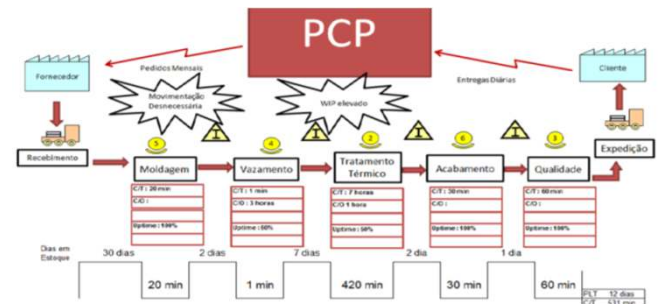 PCP
Fornecedor
Pedidos Mensais
Entregas Diárias
Cliente
Movimentação
Desnecessária
WIP elevado
5
I
4
I
2
I
6
I
3
Recebimento
Moldagem
Vazamento
Tratamento
Térmico
Acabamento
Qualidade
Expedição
C/T : 20 min
C/O :
Uptime : 100%
C/T : 1 min
C/O : 3 horas
Uptime : 50%
C/T : 7 horas
C/O 1 hora
Uptime : 50%
C/T : 30 min
C/O :
Uptime : 100%
C/T : 60 min
C/O :
Uptime : 100%
Dias em
Estoque
30 dias
2 dias
7 dias
2 dia
1 dia
20 min
1 min
420 min
30 min
60 min
PLT 12 dias
C/T 531 min